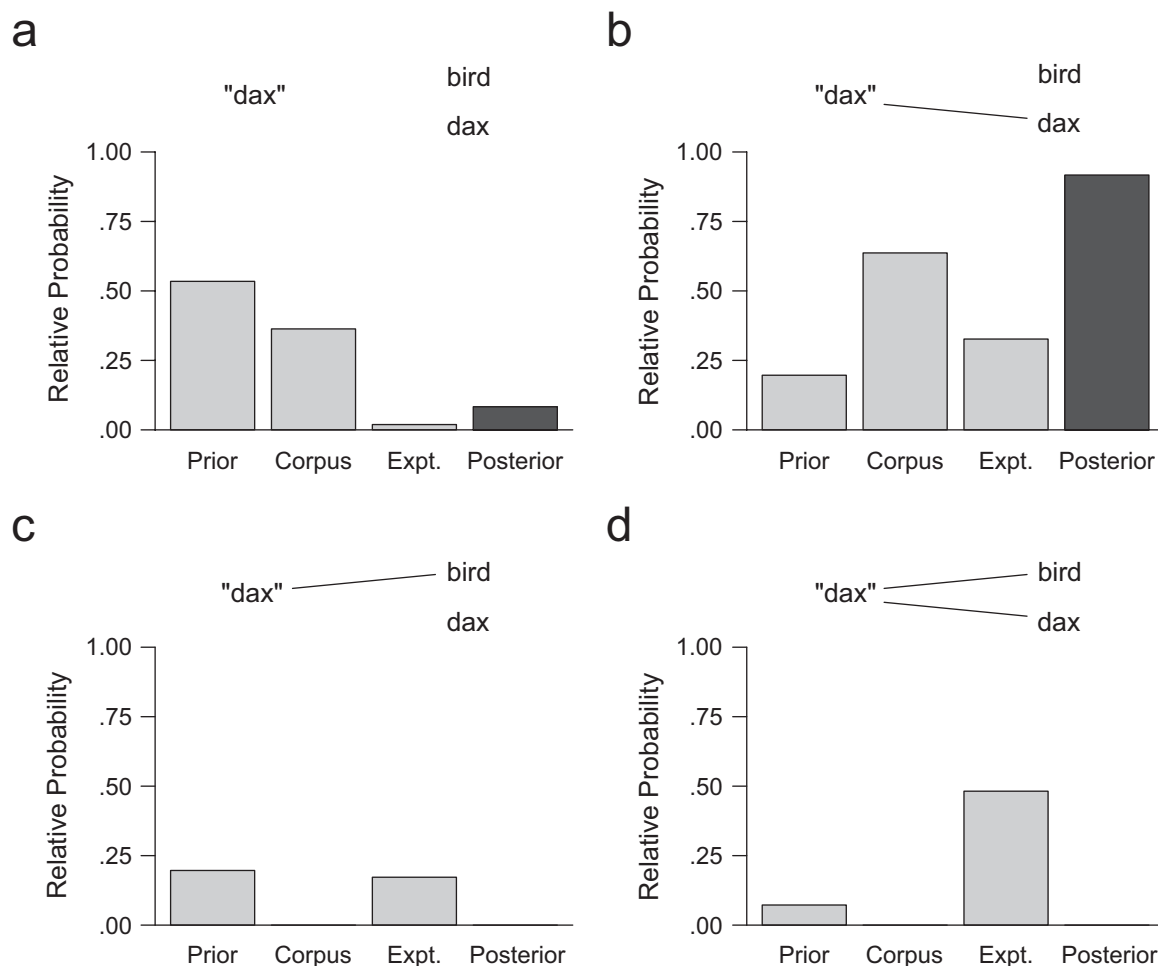 a
"dax"
bird
dax
Relative Probability
1.00
.75
.50
.25
.00
Prior Corpus Expt. Posterior
b
"dax"
bird
dax
Relative Probability
1.00
.75
.50
.25
.00
Prior Corpus Expt. Posterior
c
"dax"
bird
dax
Relative Probability
1.00
.75
.50
.25
.00
Prior Corpus Expt. Posterior
d
"dax"
bird
dax
Relative Probability
1.00
.75
.50
.25
.00
Prior Corpus Expt. Posterior